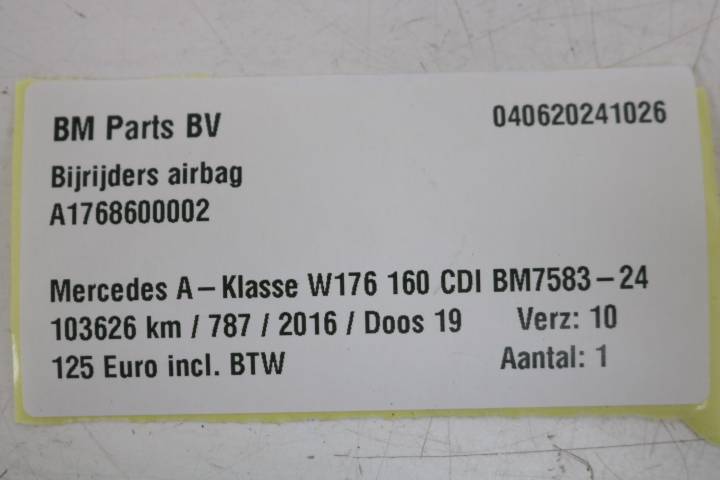 BM Parts BV 040620241026
Bijrijders airbag
A1768600002
Mercedes A-Klasse W176 160 CDI BM7583-24
103626 km / 787 / 2016 / Doos 19 Verz: 10
125 Euro incl. BTW Aantal: 1